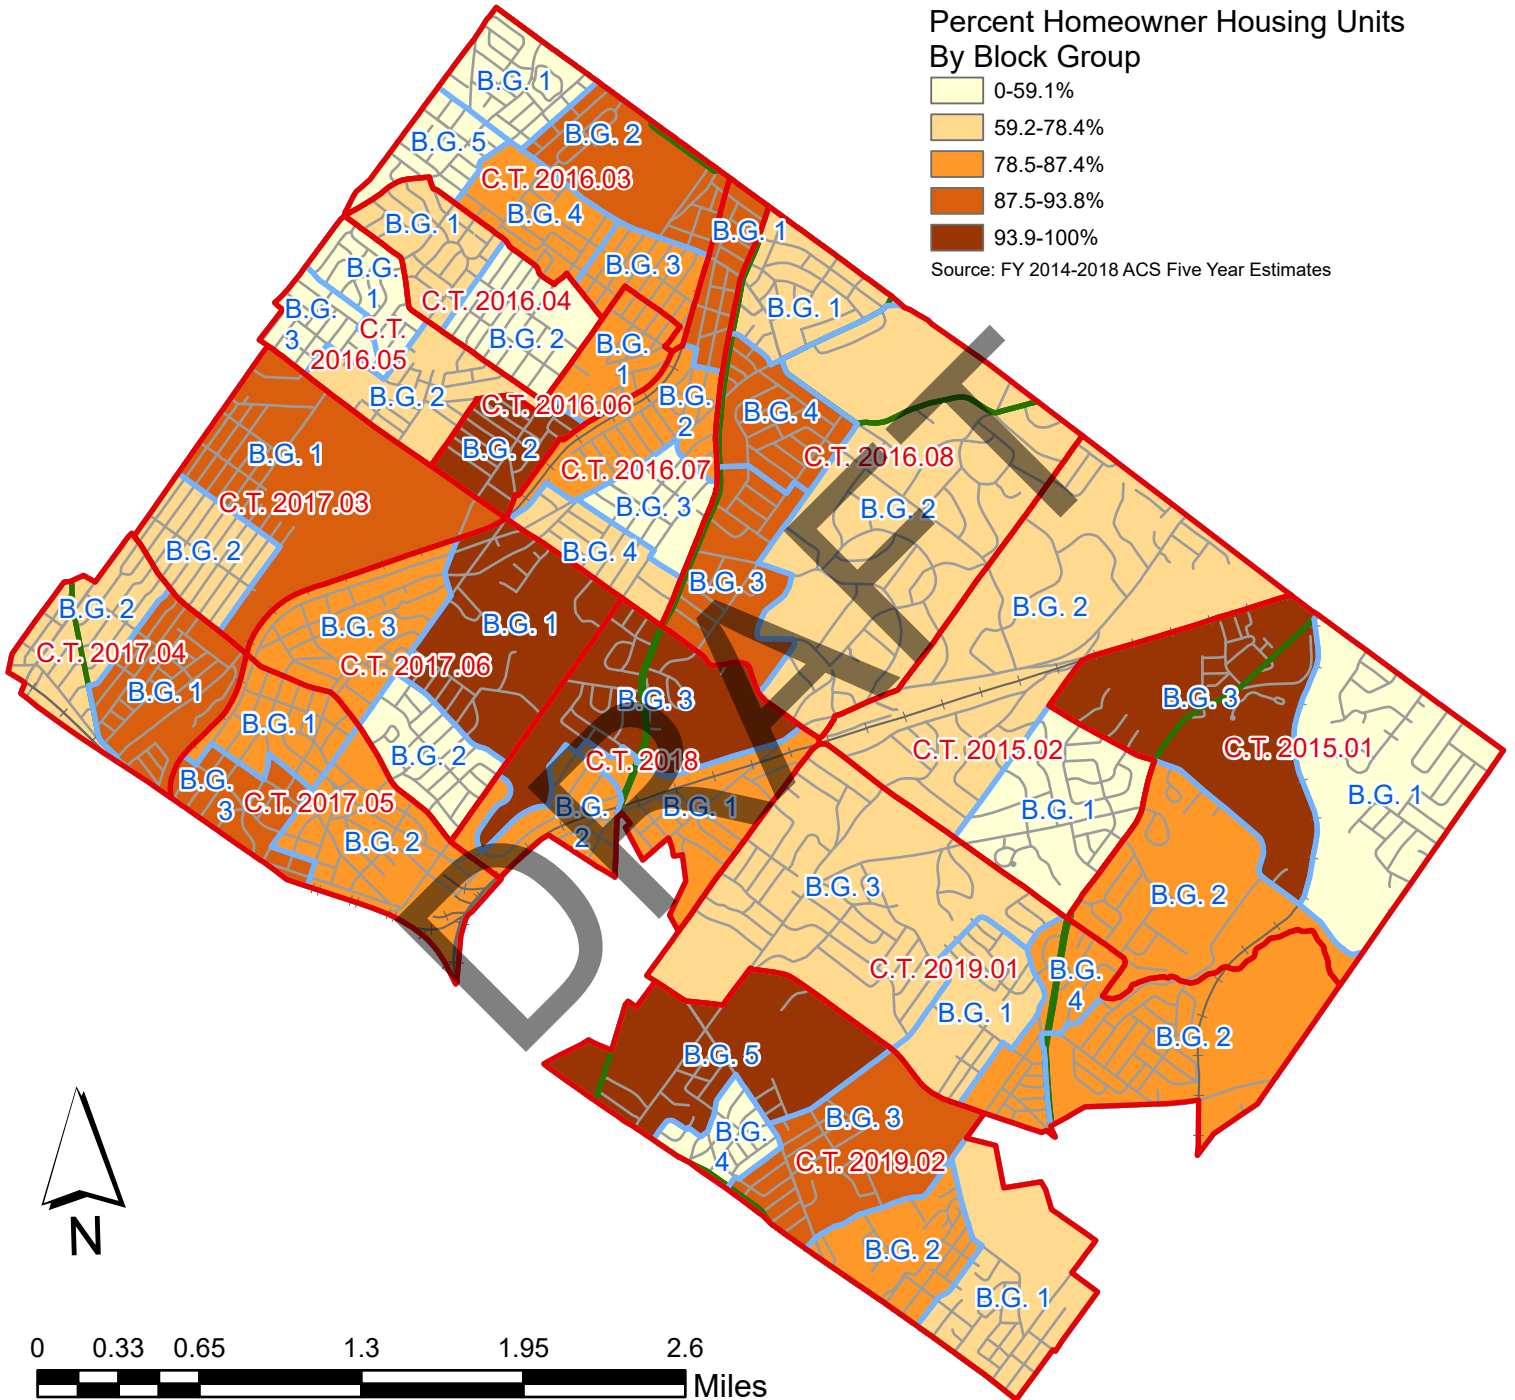 Percent Homeowner Housing Units
By Block Group
0-59.1%
59.2-78.4%
78.5-87.4%
87.5-93.8%
93.9-100%
Source: FY 2014-2018 ACS Five Year Estimates
B.G. 1
B.G. 5
B.G. 2
C.T. 2016.03
B.G. 4
B.G. 3
B.G. 1
B.G. 1
B.G.
1
B.G.
3
C.T.
2016.05
C.T. 2016.04
B.G. 2
B.G. 2
B.G.
1
C.T. 2016.06
B.G. 2
B.G.
2
C.T. 2016.07
B.G. 3
B.G. 4
B.G. 1
B.G. 4
C.T. 2016.08
B.G. 2
B.G. 3
B.G. 1
C.T. 2017.03
B.G. 2
B.G. 2
C.T. 2017.04
B.G. 1
B.G. 3
C.T. 2017.06
B.G. 1
B.G. 2
B.G. 1
B.G.
3
C.T. 2017.05
B.G. 2
B.G. 3
C.T. 2018
B.G.
2
B.G. 1
B.G. 2
C.T. 2015.02
B.G. 1
B.G. 3
C.T. 2015.01
B.G. 1
B.G. 2
B.G. 3
C.T. 2019.01
B.G. 1
B.G.
4
B.G. 2
B.G. 5
B.G.
4
B.G. 3
C.T. 2019.02
B.G. 2
B.G. 1
DRAFT
N
0 0.33 0.65 1.3 1.95 2.6
Miles